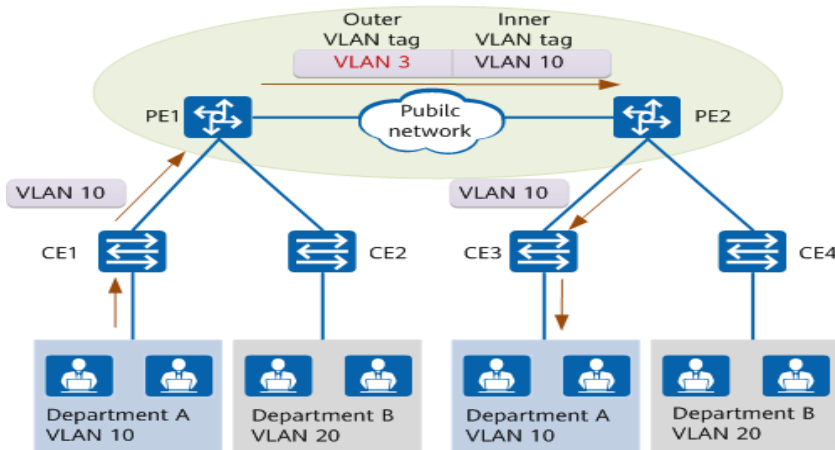 Outer
VLAN tag
Inner
VLAN tag
VLAN 3
VLAN 10
PE1
Pubilc
network
PE2
VLAN 10
VLAN 10
CE1
CE2
CE3
CE4
Department A
VLAN 10
Department B
VLAN 20
Department A
VLAN 10
Department B
VLAN 20